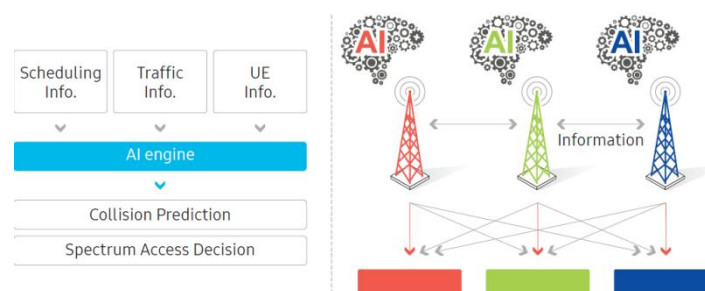 Scheduling
Info.
Traffic
Info.
UE
Info.
AI engine
Collision Prediction
Spectrum Access Decision
AI
AI
AI
Information